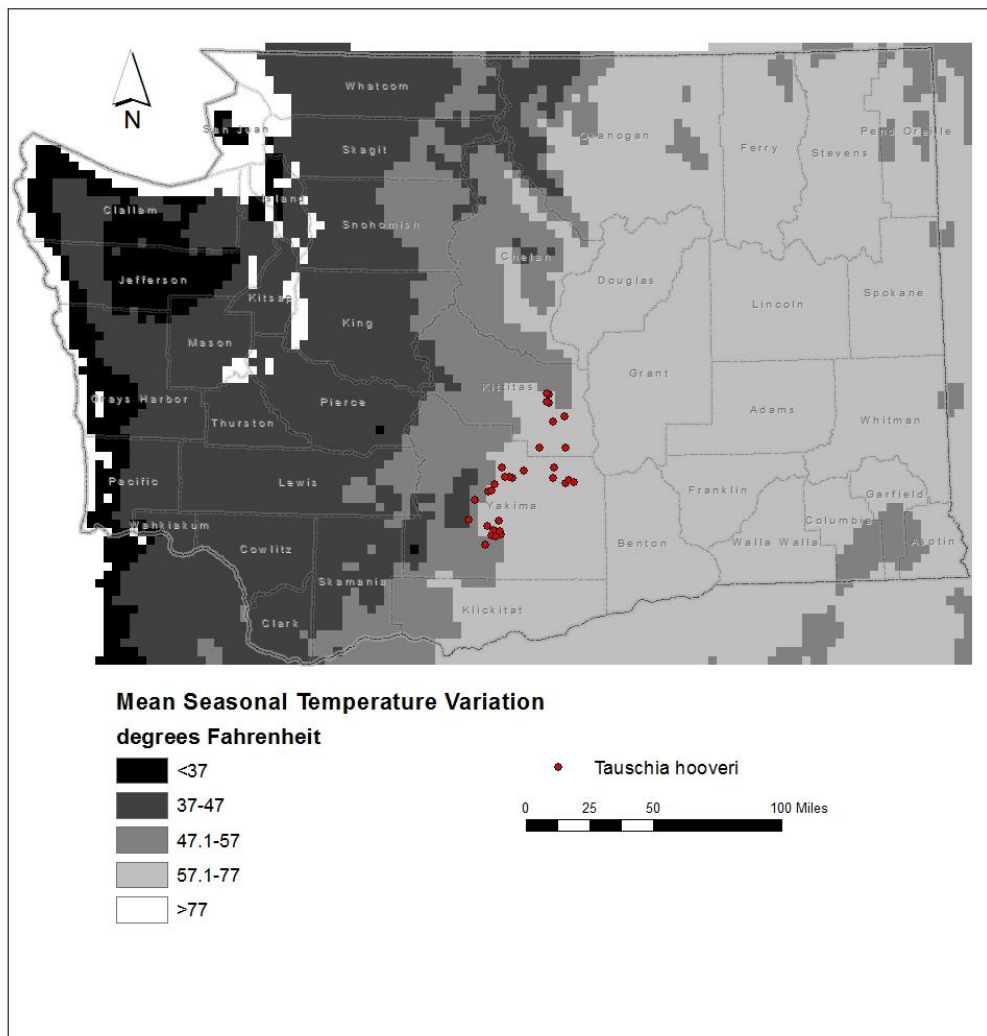 N
Whatcom
San Juan
Okanogan
Pend Oreille
Skagit
Ferry
Stevens
Island
Clallam
Snohomish
Chelan
Jefferson
Douglas
Kitsap
Lincoln
Spokane
King
Mason
Kittitas
Grant
Grays Harbor
Pierce
Adams
Whitman
Thurston
Pacific
Lewis
Yakima
Franklin
Garfield
Wahkiakum
Columbia
Cowlitz
Benton
Walla Walla
Asotin
Skamania
Clark
Klickitat
Mean Seasonal Temperature Variation
degrees Fahrenheit
<37
37-47
47.1-57
57.1-77
>77
Tauschia hooveri
0 25 50 100 Miles